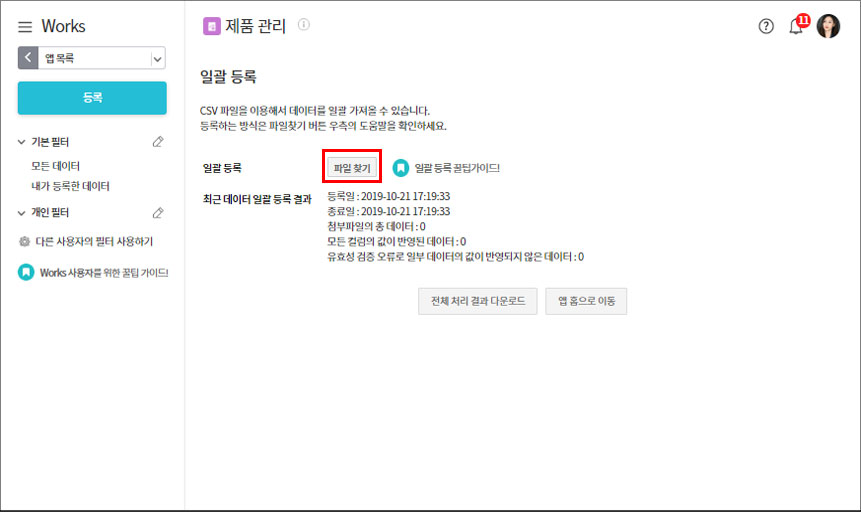 Works
앱 목록
등록
기본 필터
모든 데이터
내가 등록한 데이터
개인 필터
다른 사용자의 필터 사용하기
Works 사용자를 위한 꿀팁 가이드!
제품 관리
11
일괄 등록
CSV 파일을 이용해서 데이터를 일괄 가져올 수 있습니다.
등록하는 방식은 파일찾기 버튼 우측의 도움말을 확인하세요.
일괄 등록 파일 찾기 일괄 등록 꿀팁가이드!
최근 데이터 일괄 등록 결과 등록일 : 2019-10-21 17:19:33
종료일 : 2019-10-21 17:19:33
첨부파일의 총 데이터 : 0
모든 컬럼의 값이 반영된 데이터 : 0
유효성 검증 오류로 일부 데이터의 값이 반영되지 않은 데이터 : 0
전체 처리 결과 다운로드 앱 홈으로 이동